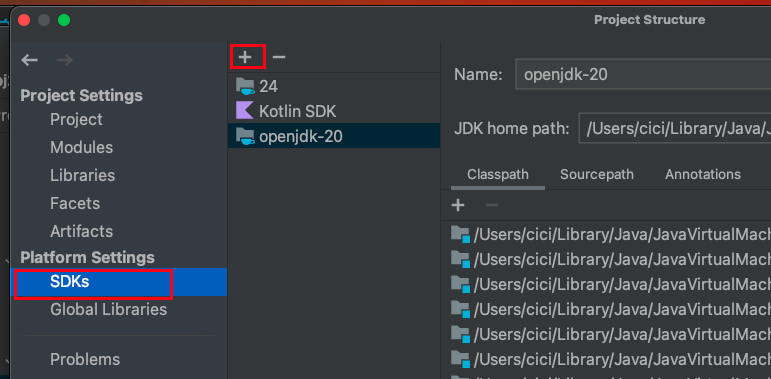 Project Structure
Project Settings
Project
Modules
Libraries
Facets
Artifacts
Platform Settings
SDKs
Global Libraries
Problems
24
Kotlin SDK
openjdk-20
Name: openjdk-20
JDK home path: /Users/cici/Library/Java/J
Classpath Sourcepath Annotations
/Users/cici/Library/Java/JavaVirtualMach
/Users/cici/Library/Java/JavaVirtualMach
/Users/cici/Library/Java/JavaVirtualMach
/Users/cici/Library/Java/JavaVirtualMach
/Users/cici/Library/Java/JavaVirtualMach
/Users/cici/Library/Java/JavaVirtualMach